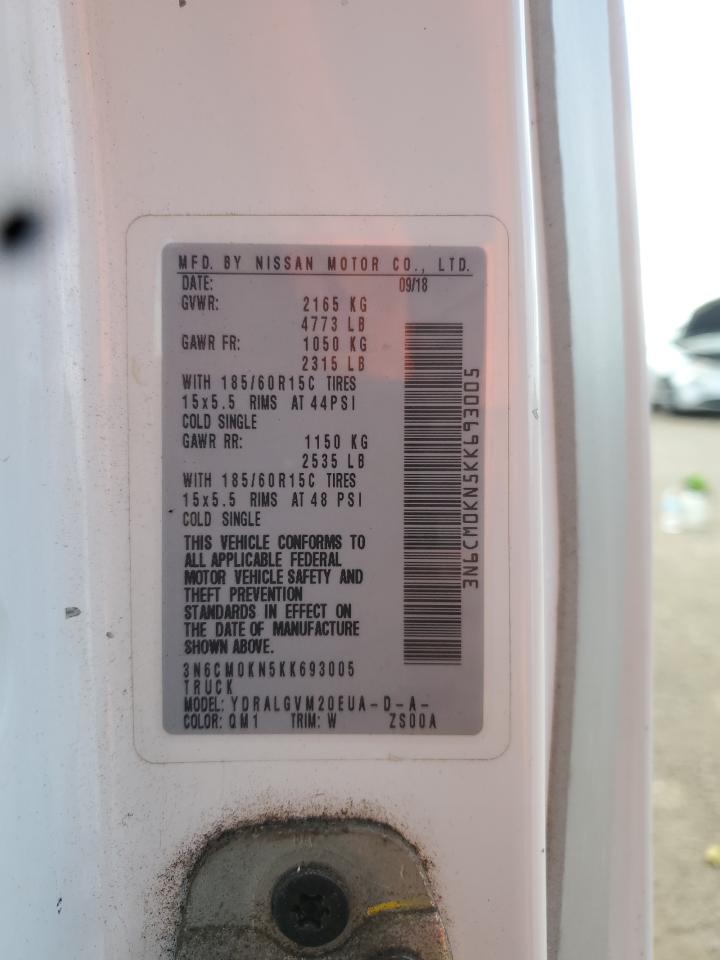 MFD. BY NISSAN MOTOR CO., LTD.
DATE: 09/18
GVWR: 2165 KG
4773 LB
GAWR FR: 1050 KG
2315 LB
WITH 185/60R15C TIRES
15x5.5 RIMS AT 44PSI
COLD SINGLE
GAWR RR: 1150 KG
2535 LB
WITH 185/60R15C TIRES
15x5.5 RIMS AT 48 PSI
COLD SINGLE
THIS VEHICLE CONFORMS TO
ALL APPLICABLE FEDERAL
MOTOR VEHICLE SAFETY AND
THEFT PREVENTION
STANDARDS IN EFFECT ON
THE DATE OF MANUFACTURE
SHOWN ABOVE.
3N6CM0KN5KK693005
TRUCK
MODEL: YDRALGVM20EUA-D-A-
COLOR: QM1 TRIM: W ZS00A
3N6CM0KN5KK693005